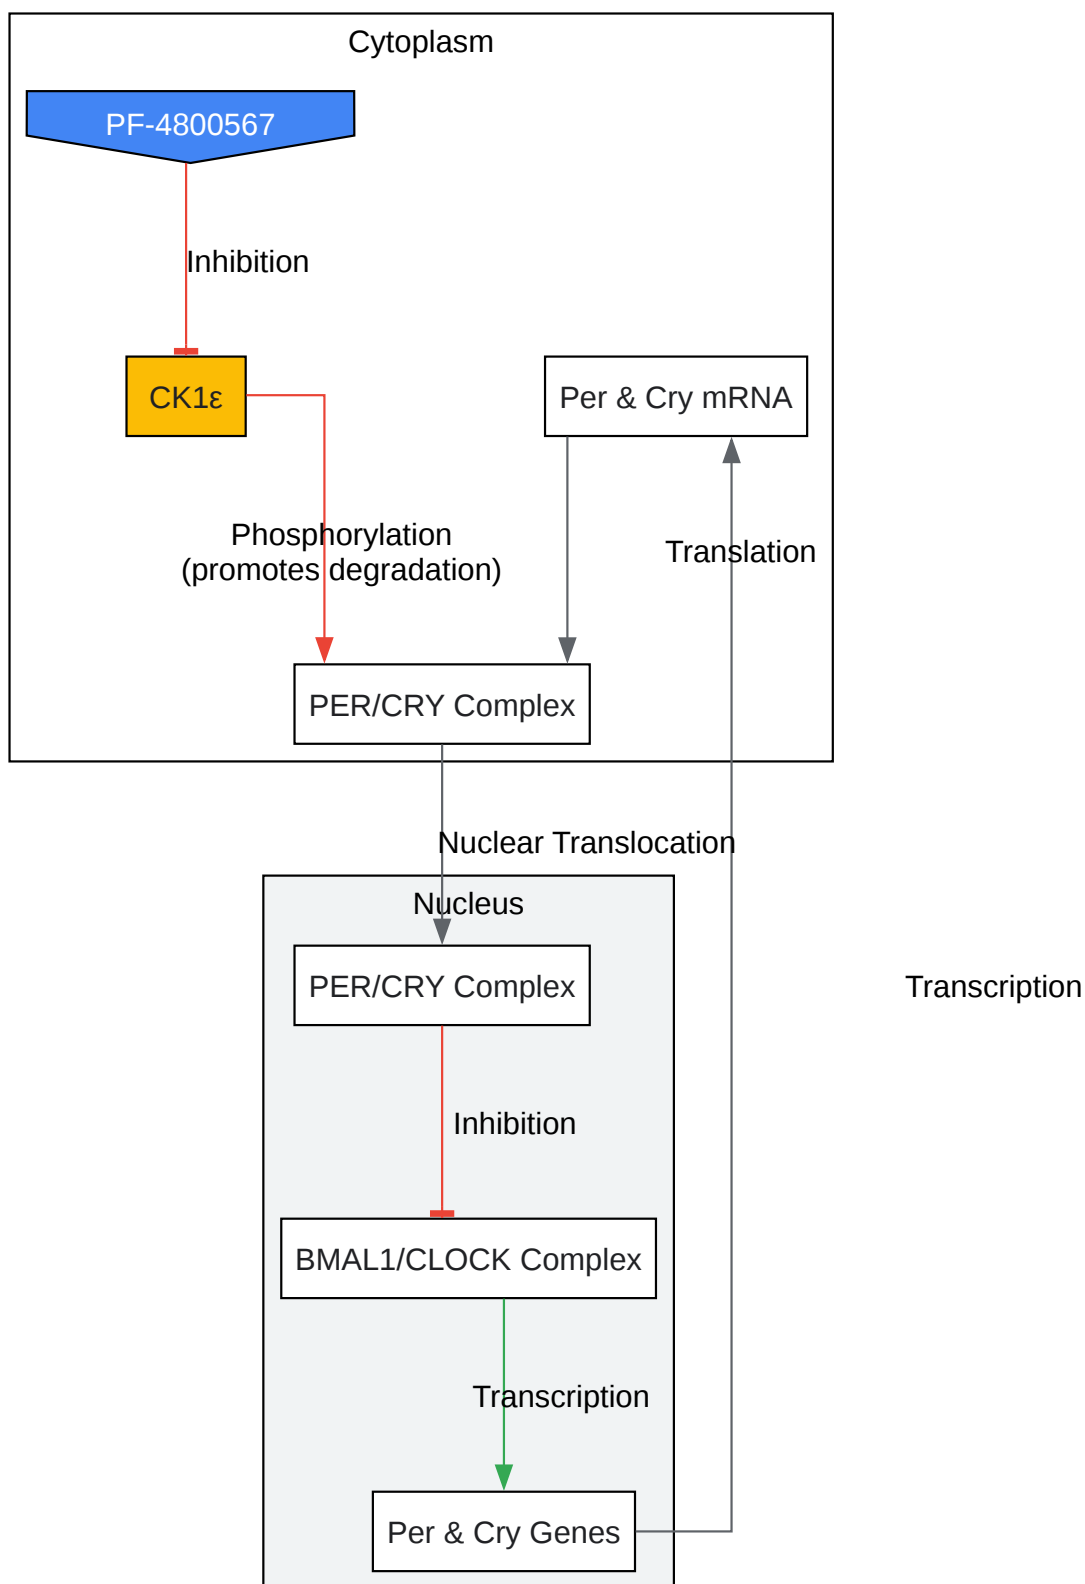 Cytoplasm
PF-4800567
Inhibition
CK1ε
Per & Cry mRNA
Phosphorylation
(promotes degradation)
Translation
PER/CRY Complex
Nuclear Translocation
Nucleus
PER/CRY Complex
Transcription
Inhibition
BMAL1/CLOCK Complex
Transcription
Per & Cry Genes